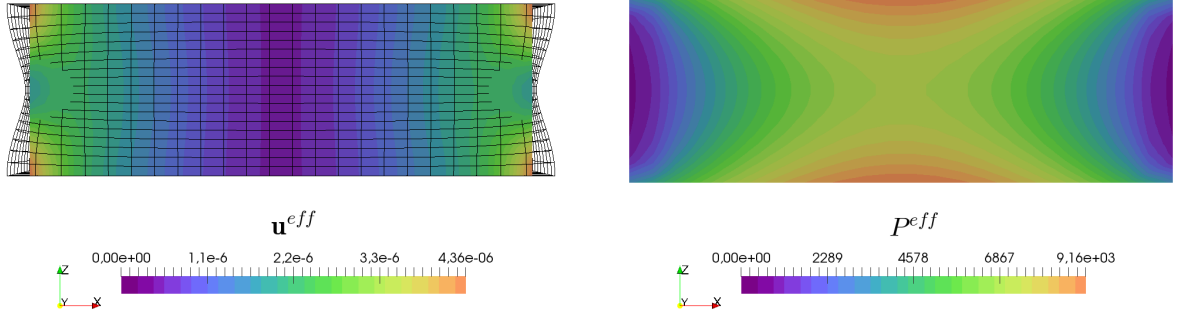 u^eff
P^eff
0,00e+00 1,1e-6 2,2e-6 3,3e-6 4,36e-06
0,00e+00 2289 4578 6867 9,16e+03
Z
Y X
Z
Y X